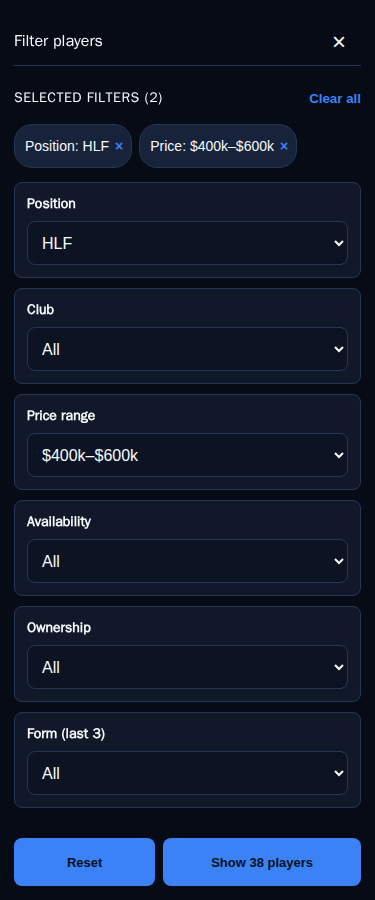 Filter players ✕
SELECTED FILTERS (2) Clear all
Position: HLF × Price: $400k–$600k ×
Position
HLF
Club
All
Price range
$400k–$600k
Availability
All
Ownership
All
Form (last 3)
All
Reset Show 38 players